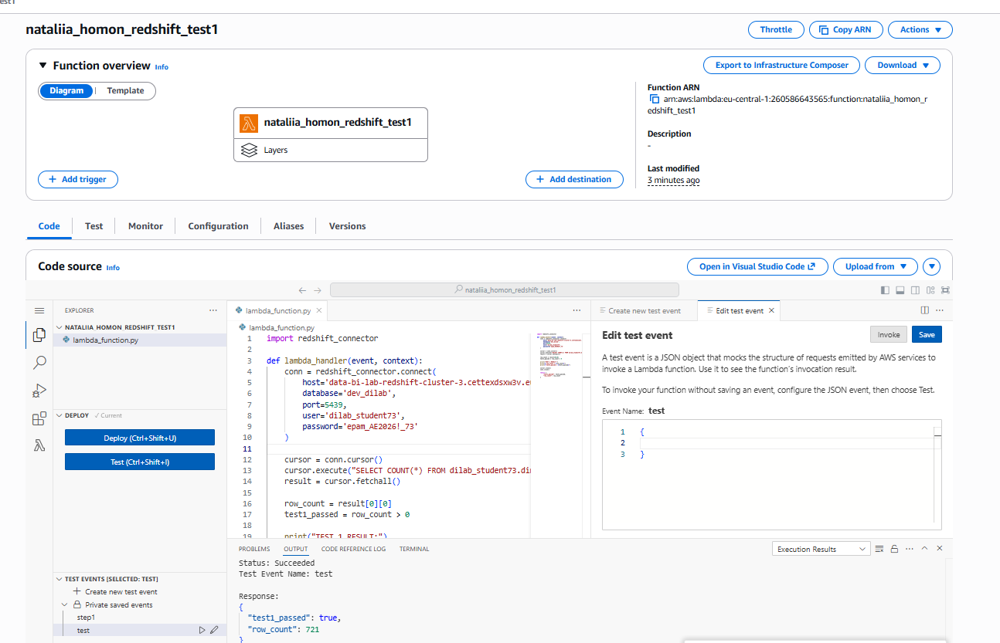 est1
nataliia_homon_redshift_test1
Throttle
Copy ARN
Actions
Function overview Info
Export to Infrastructure Composer
Download
Diagram
Template
nataliia_homon_redshift_test1
Layers
+ Add trigger
+ Add destination
Function ARN
arn:aws:lambda:eu-central-1:260586643565:function:nataliia_homon_r
edshift_test1
Description
-
Last modified
3 minutes ago
Code
Test
Monitor
Configuration
Aliases
Versions
Code source Info
Open in Visual Studio Code
Upload from
nataliia_homon_redshift_test1
EXPLORER
NATALIIA_HOMON_REDSHIFT_TEST1
lambda_function.py
DEPLOY ✓ Current
Deploy (Ctrl+Shift+U)
Test (Ctrl+Shift+I)
TEST EVENTS [SELECTED: TEST]
+ Create new test event
Private saved events
step1
test
lambda_function.py
lambda_function.py
1 import redshift_connector
2
3 def lambda_handler(event, context):
4 conn = redshift_connector.connect(
5 host='data-bi-lab-redshift-cluster-3.cettexdsxw3v.eu
6 database='dev_dilab',
7 port=5439,
8 user='dilab_student73',
9 password='epam_AE2026!_73'
10 )
11
12 cursor = conn.cursor()
13 cursor.execute("SELECT COUNT(*) FROM dilab_student73.dim
14 result = cursor.fetchall()
15
16 row_count = result[0][0]
17 test1_passed = row_count > 0
18
19 print("TEST 1 RESULT:")
Create new test event
Edit test event
Edit test event
Invoke
Save
A test event is a JSON object that mocks the structure of requests emitted by AWS services to
invoke a Lambda function. Use it to see the function's invocation result.
To invoke your function without saving an event, configure the JSON event, then choose Test.
Event Name: test
1 {
2
3 }
PROBLEMS
OUTPUT
CODE REFERENCE LOG
TERMINAL
Execution Results
Status: Succeeded
Test Event Name: test
Response:
{
"test1_passed": true,
"row_count": 721
}